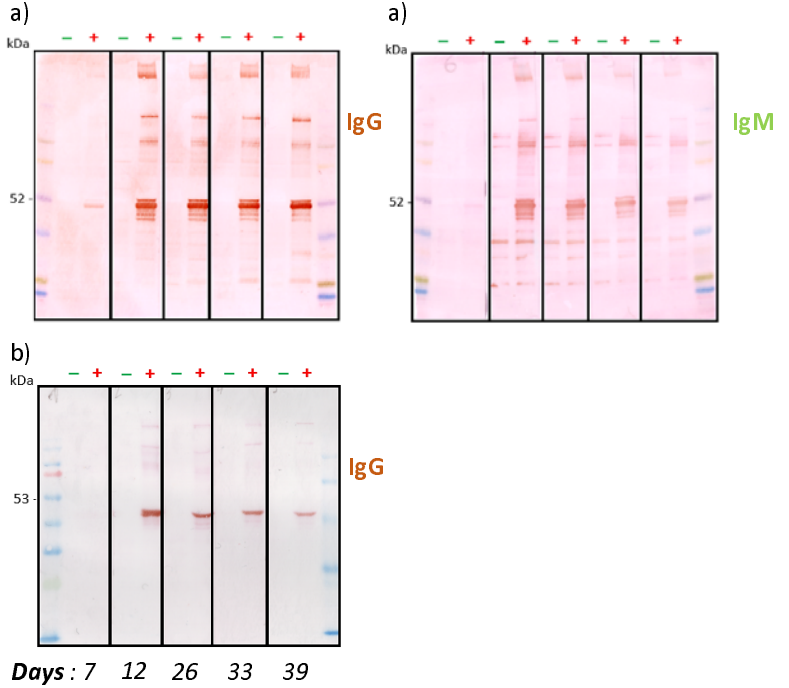 a)
a)
− + − + − + − + − +
− + − + − + − + − +
kDa
kDa
IgG
IgM
52 -
52 -
b)
− + − + − + − + − +
kDa
IgG
53 -
Days : 7 12 26 33 39